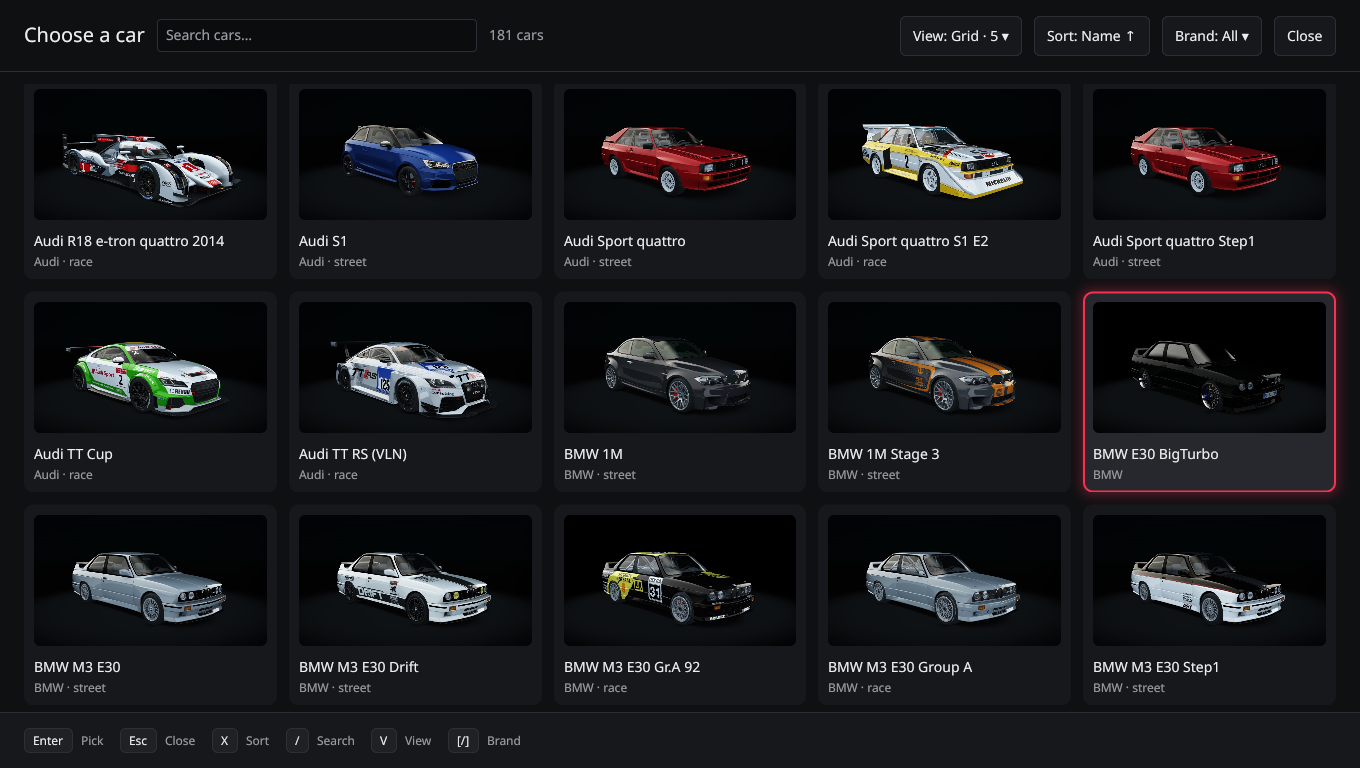 Choose a car
Search cars...
181 cars
View: Grid · 5 ▾
Sort: Name ↑
Brand: All ▾
Close
Audi R18 e-tron quattro 2014
Audi · race
Audi S1
Audi · street
Audi Sport quattro
Audi · street
Audi Sport quattro S1 E2
Audi · race
Audi Sport quattro Step1
Audi · street
Audi TT Cup
Audi · race
Audi TT RS (VLN)
Audi · race
BMW 1M
BMW · street
BMW 1M Stage 3
BMW · street
BMW E30 BigTurbo
BMW
BMW M3 E30
BMW · street
BMW M3 E30 Drift
BMW · street
BMW M3 E30 Gr.A 92
BMW · race
BMW M3 E30 Group A
BMW · race
BMW M3 E30 Step1
BMW · street
Enter Pick Esc Close X Sort / Search V View [/] Brand